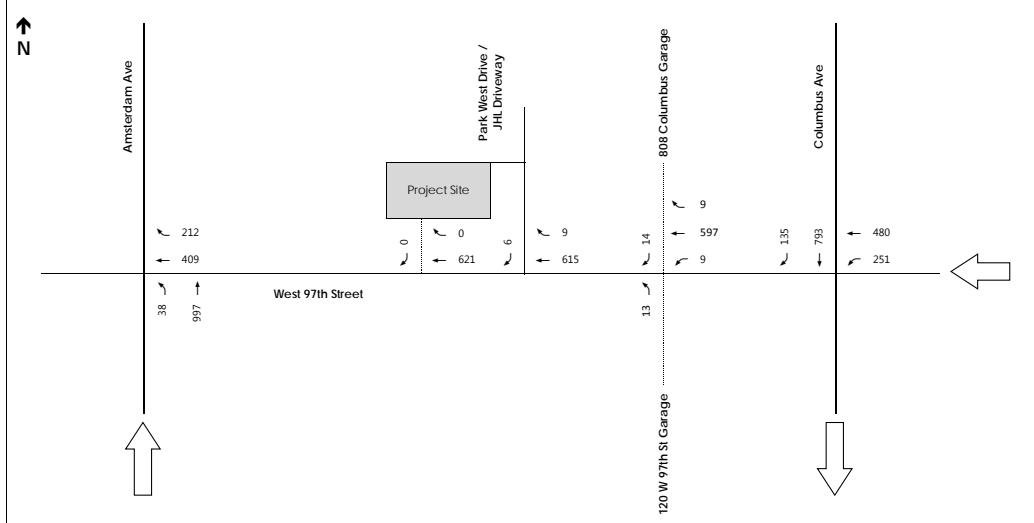 N
Amsterdam Ave
Park West Drive /
JHL Driveway
808 Columbus Garage
Columbus Ave
Project Site
212
409
38
997
West 97th Street
0
0
621
6
9
615
14
9
597
9
13
135
793
480
251
120 W 97th St Garage